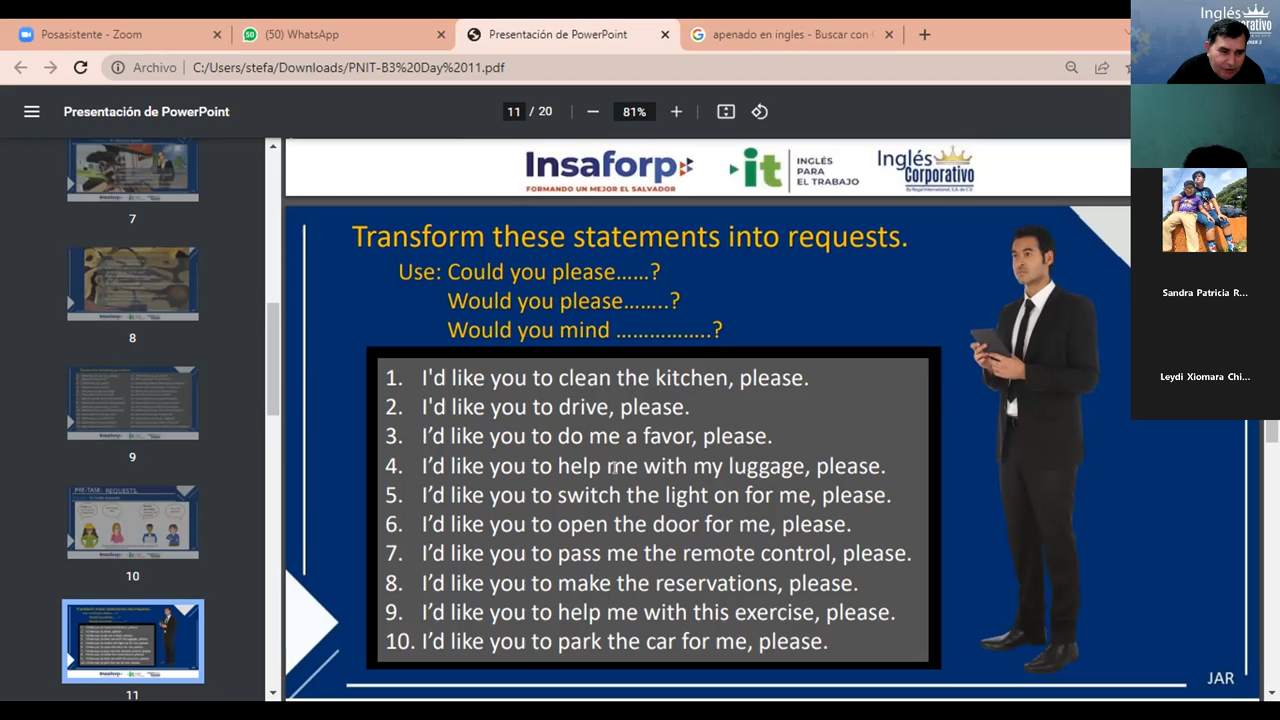 Posasistente - Zoom
(50) WhatsApp
Presentación de PowerPoint
apenado en ingles - Buscar con
Archivo
C:/Users/stefa/Downloads/PNIT-B3%20Day%2011.pdf
Presentación de PowerPoint
11 / 20
81%
Inglés
Corporativo
Insaforp
FORMANDO UN MEJOR EL SALVADOR
it
INGLÉS
PARA
EL TRABAJO
Inglés
Corporativo
7
8
9
PRE-TASK: REQUESTS.
10
11
Transform these statements into requests.
Use: Could you please......?
Would you please........?
Would you mind ................?
1. I'd like you to clean the kitchen, please.
2. I'd like you to drive, please.
3. I’d like you to do me a favor, please.
4. I’d like you to help me with my luggage, please.
5. I’d like you to switch the light on for me, please.
6. I’d like you to open the door for me, please.
7. I’d like you to pass me the remote control, please.
8. I’d like you to make the reservations, please.
9. I’d like you to help me with this exercise, please.
10. I’d like you to park the car for me, please.
JAR
Sandra Patricia R...
Leydi Xiomara Chi...